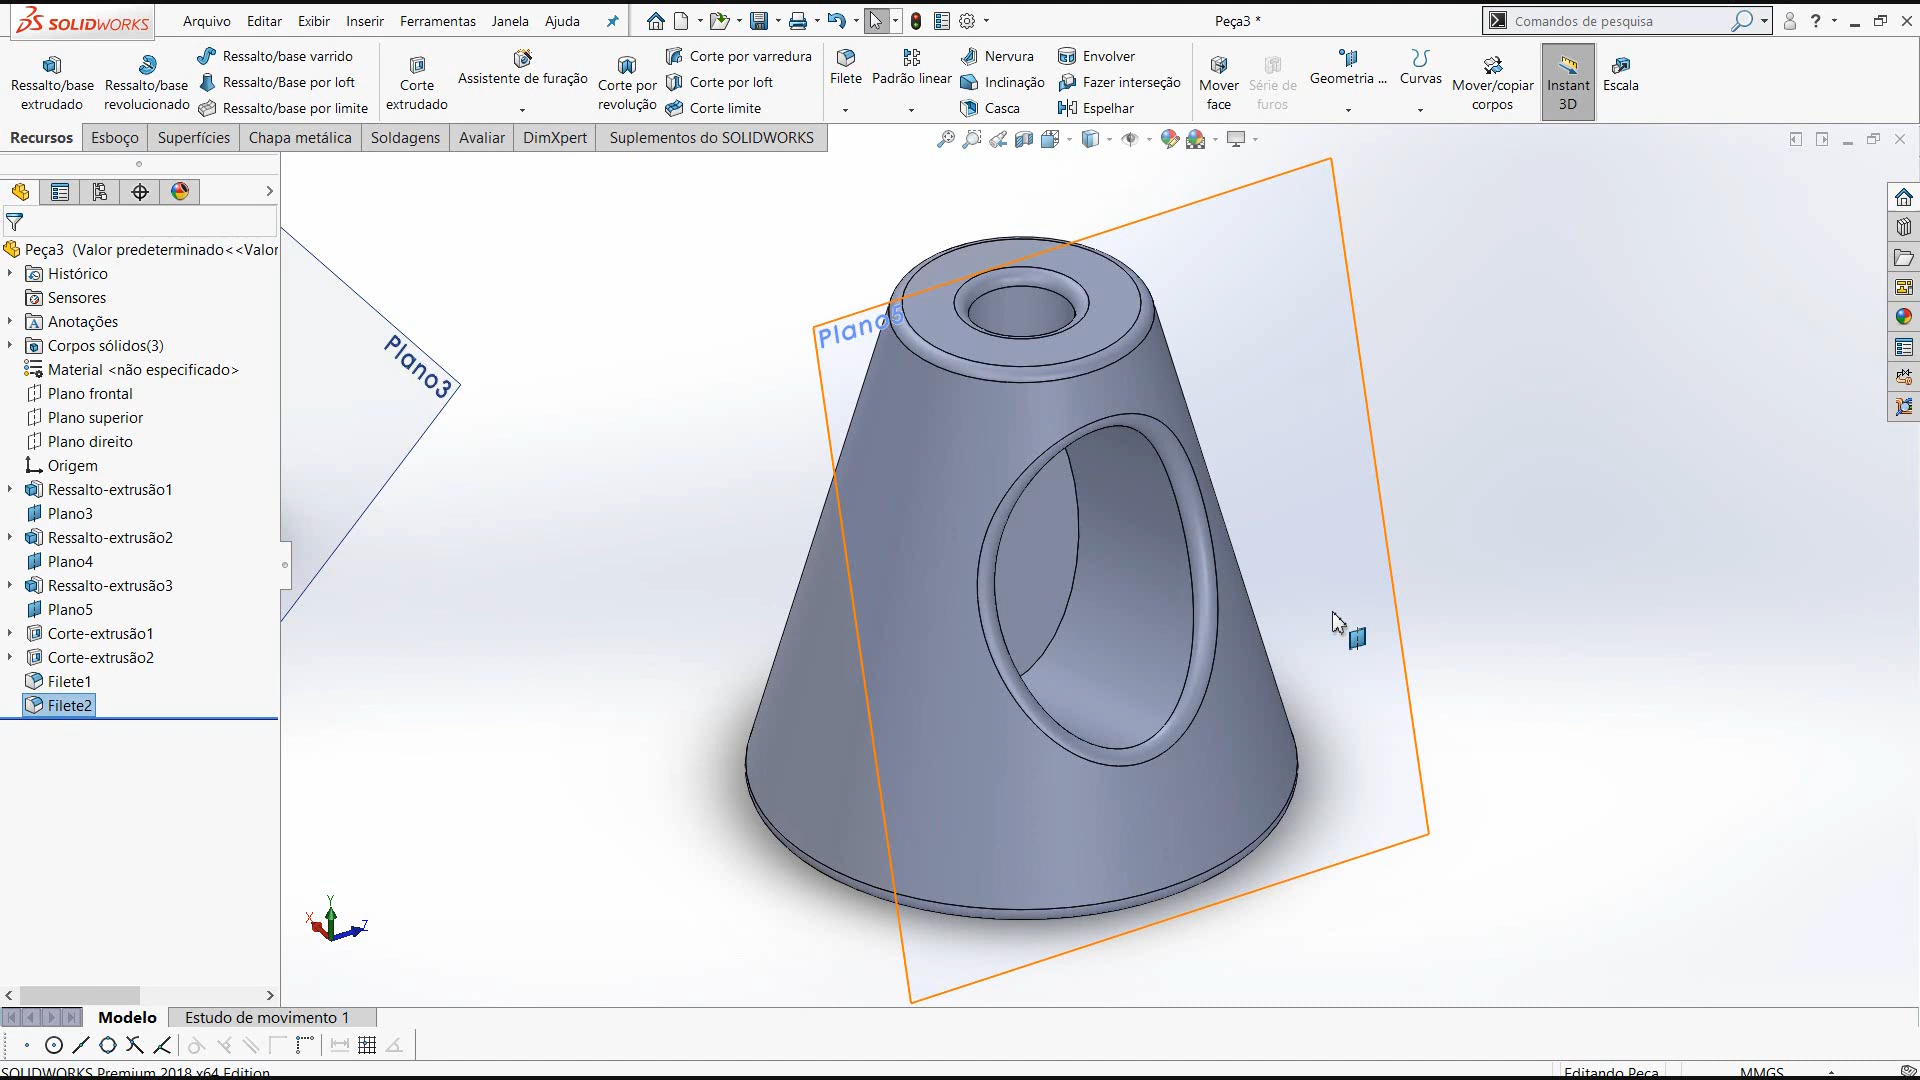 SOLIDWORKS
Arquivo Editar Exibir Inserir Ferramentas Janela Ajuda
Peça3 *
Comandos de pesquisa
?
Ressalto/base extrudado
Ressalto/base revolucionado
Ressalto/base varrido
Ressalto/Base por loft
Ressalto/base por limite
Corte extrudado
Assistente de furação
Corte por revolução
Corte por varredura
Corte por loft
Corte limite
Filete
Padrão linear
Nervura
Inclinação
Casca
Envolver
Fazer interseção
Espelhar
Mover face
Série de furos
Geometria ...
Curvas
Mover/copiar corpos
Instant 3D
Escala
Recursos Esboço Superfícies Chapa metálica Soldagens Avaliar DimXpert Suplementos do SOLIDWORKS
Peça3 (Valor predeterminado<<Valor
Histórico
Sensores
Anotações
Corpos sólidos(3)
Material <não especificado>
Plano frontal
Plano superior
Plano direito
Origem
Ressalto-extrusão1
Plano3
Ressalto-extrusão2
Plano4
Ressalto-extrusão3
Plano5
Corte-extrusão1
Corte-extrusão2
Filete1
Filete2
Plano3
Plano5
Y
X
Z
Modelo Estudo de movimento 1
SOLIDWORKS Premium 2018 x64 Edition
Editando Peça
MMGS